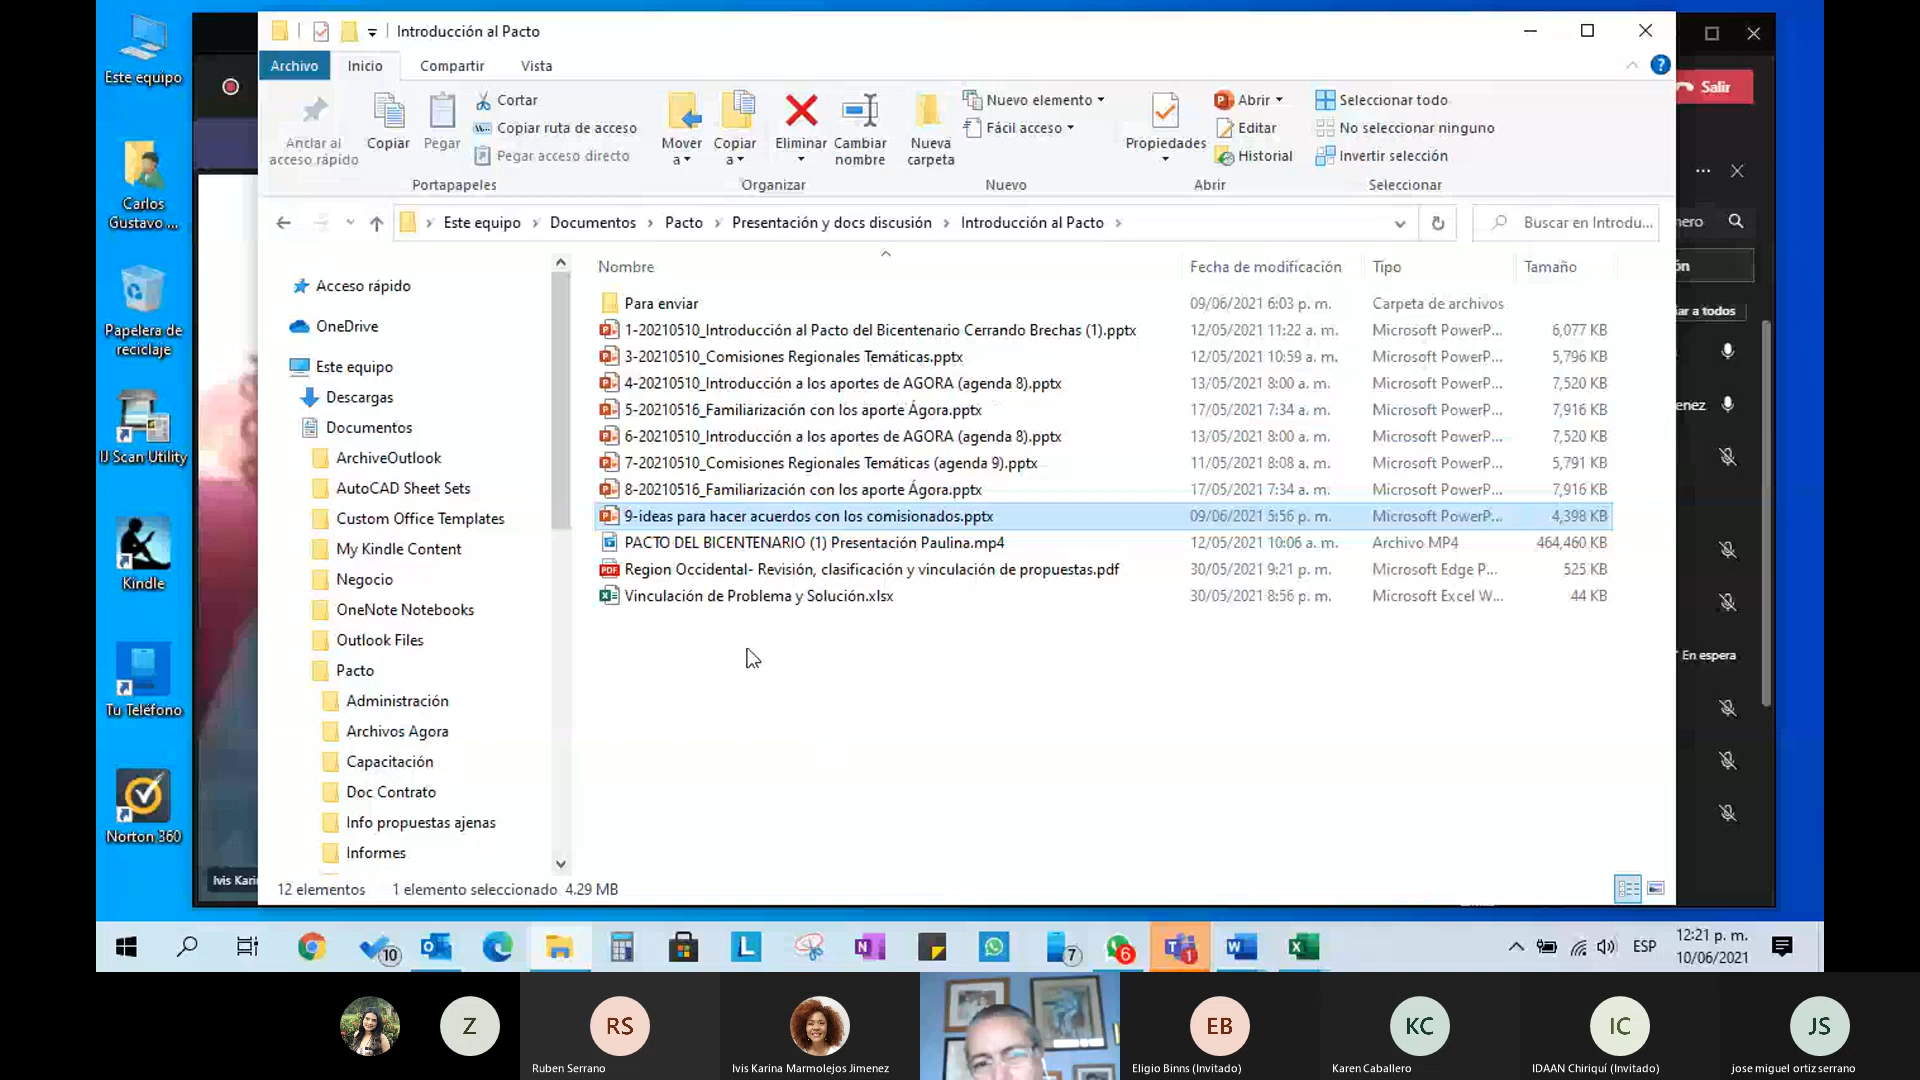 Introducción al Pacto
Archivo Inicio Compartir Vista
Salir
Anclar al acceso rápido
Copiar
Pegar
Cortar
Copiar ruta de acceso
Pegar acceso directo
Portapapeles
Mover a
Copiar a
Eliminar
Cambiar nombre
Organizar
Nueva carpeta
Nuevo elemento
Fácil acceso
Nuevo
Propiedades
Abrir
Editar
Historial
Abrir
Seleccionar todo
No seleccionar ninguno
Invertir selección
Seleccionar
Este equipo > Documentos > Pacto > Presentación y docs discusión > Introducción al Pacto >
Buscar en Introdu...
Este equipo
Carlos Gustavo ...
Papelera de reciclaje
IJ Scan Utility
Kindle
Tu Teléfono
Norton 360
Acceso rápido
OneDrive
Este equipo
Descargas
Documentos
ArchiveOutlook
AutoCAD Sheet Sets
Custom Office Templates
My Kindle Content
Negocio
OneNote Notebooks
Outlook Files
Pacto
Administración
Archivos Agora
Capacitación
Doc Contrato
Info propuestas ajenas
Informes
Nombre Fecha de modificación Tipo Tamaño
Para enviar 09/06/2021 6:03 p. m. Carpeta de archivos
1-20210510_Introducción al Pacto del Bicentenario Cerrando Brechas (1).pptx 12/05/2021 11:22 a. m. Microsoft PowerP... 6,077 KB
3-20210510_Comisiones Regionales Temáticas.pptx 12/05/2021 10:59 a. m. Microsoft PowerP... 5,796 KB
4-20210510_Introducción a los aportes de AGORA (agenda 8).pptx 13/05/2021 8:00 a. m. Microsoft PowerP... 7,520 KB
5-20210516_Familiarización con los aporte Ágora.pptx 17/05/2021 7:34 a. m. Microsoft PowerP... 7,916 KB
6-20210510_Introducción a los aportes de AGORA (agenda 8).pptx 13/05/2021 8:00 a. m. Microsoft PowerP... 7,520 KB
7-20210510_Comisiones Regionales Temáticas (agenda 9).pptx 11/05/2021 8:08 a. m. Microsoft PowerP... 5,791 KB
8-20210516_Familiarización con los aporte Ágora.pptx 17/05/2021 7:34 a. m. Microsoft PowerP... 7,916 KB
9-ideas para hacer acuerdos con los comisionados.pptx 09/06/2021 5:56 p. m. Microsoft PowerP... 4,398 KB
PACTO DEL BICENTENARIO (1) Presentación Paulina.mp4 12/05/2021 10:06 a. m. Archivo MP4 464,460 KB
Region Occidental- Revisión, clasificación y vinculación de propuestas.pdf 30/05/2021 9:21 p. m. Microsoft Edge P... 525 KB
Vinculación de Problema y Solución.xlsx 30/05/2021 8:56 p. m. Microsoft Excel W... 44 KB
nero
ón
ar a todos
enez
En espera
Ivis Kari
12 elementos 1 elemento seleccionado 4.29 MB
10
7
6
1
ESP
12:21 p. m.
10/06/2021
Z
RS
EB
KC
IC
JS
Ruben Serrano
Ivis Karina Marmolejos Jimenez
Eligio Binns (Invitado)
Karen Caballero
IDAAN Chiriquí (Invitado)
jose miguel ortiz serrano